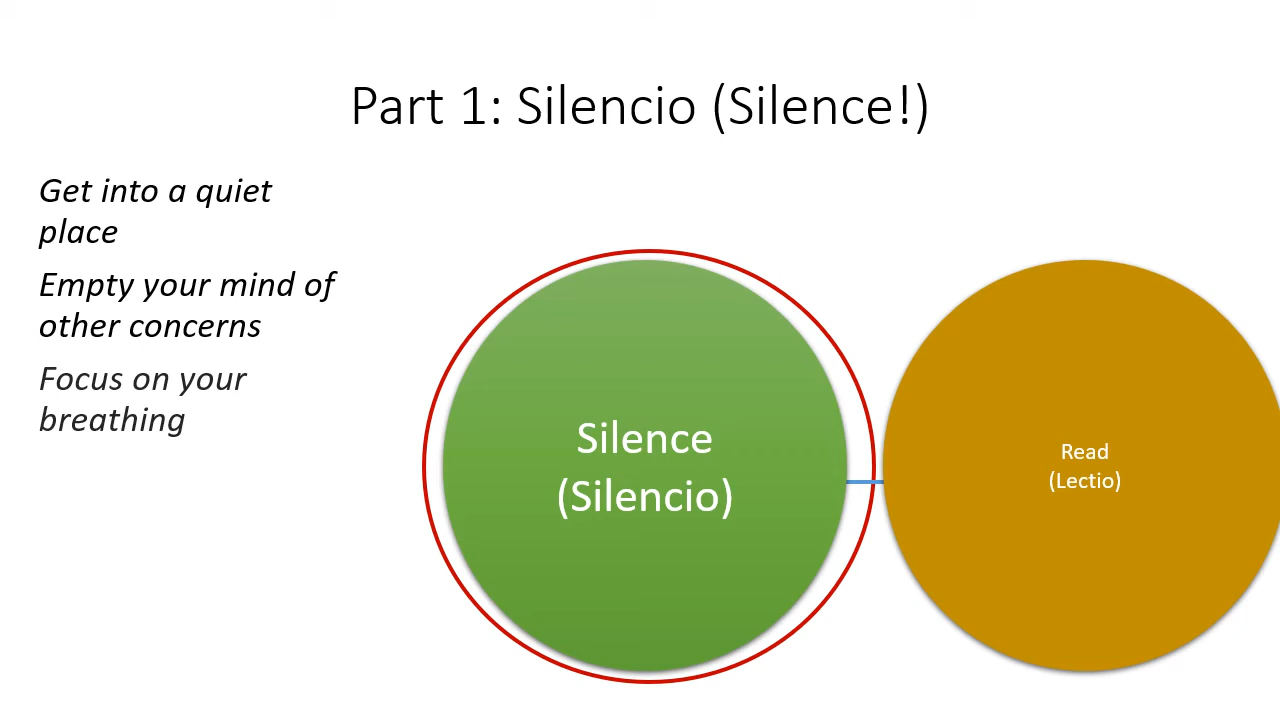 Part 1: Silencio (Silence!)
Get into a quiet
place
Empty your mind of
other concerns
Focus on your
breathing
Silence
(Silencio)
Read
(Lectio)